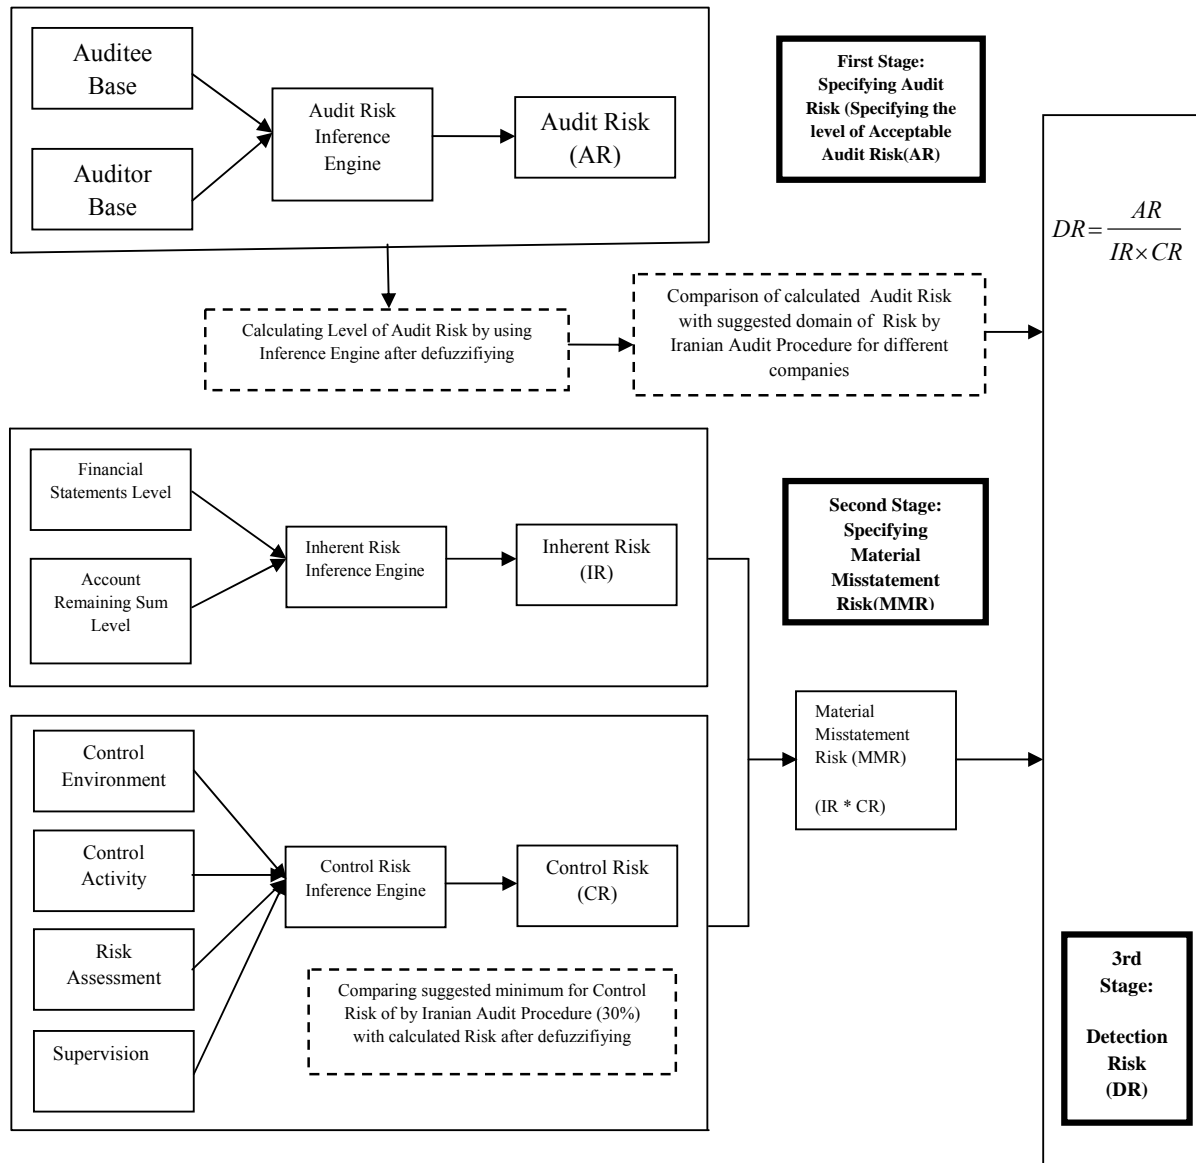 Auditee
Base
Auditor
Base
Audit Risk
Inference
Engine
Audit Risk
(AR)
First Stage:
Specifying Audit
Risk (Specifying the
level of Acceptable
Audit Risk(AR)
DR = AR / IR × CR
Calculating Level of Audit Risk by using
Inference Engine after defuzzifiying
Comparison of calculated Audit Risk
with suggested domain of Risk by
Iranian Audit Procedure for different
companies
Financial
Statements Level
Account
Remaining Sum
Level
Inherent Risk
Inference Engine
Inherent Risk
(IR)
Second Stage:
Specifying
Material
Misstatement
Risk(MMR)
Material
Misstatement
Risk (MMR)
(IR * CR)
Control
Environment
Control
Activity
Risk
Assessment
Supervision
Control Risk
Inference Engine
Control Risk
(CR)
Comparing suggested minimum for Control
Risk of by Iranian Audit Procedure (30%)
with calculated Risk after defuzzifiying
3rd
Stage:
Detection
Risk
(DR)